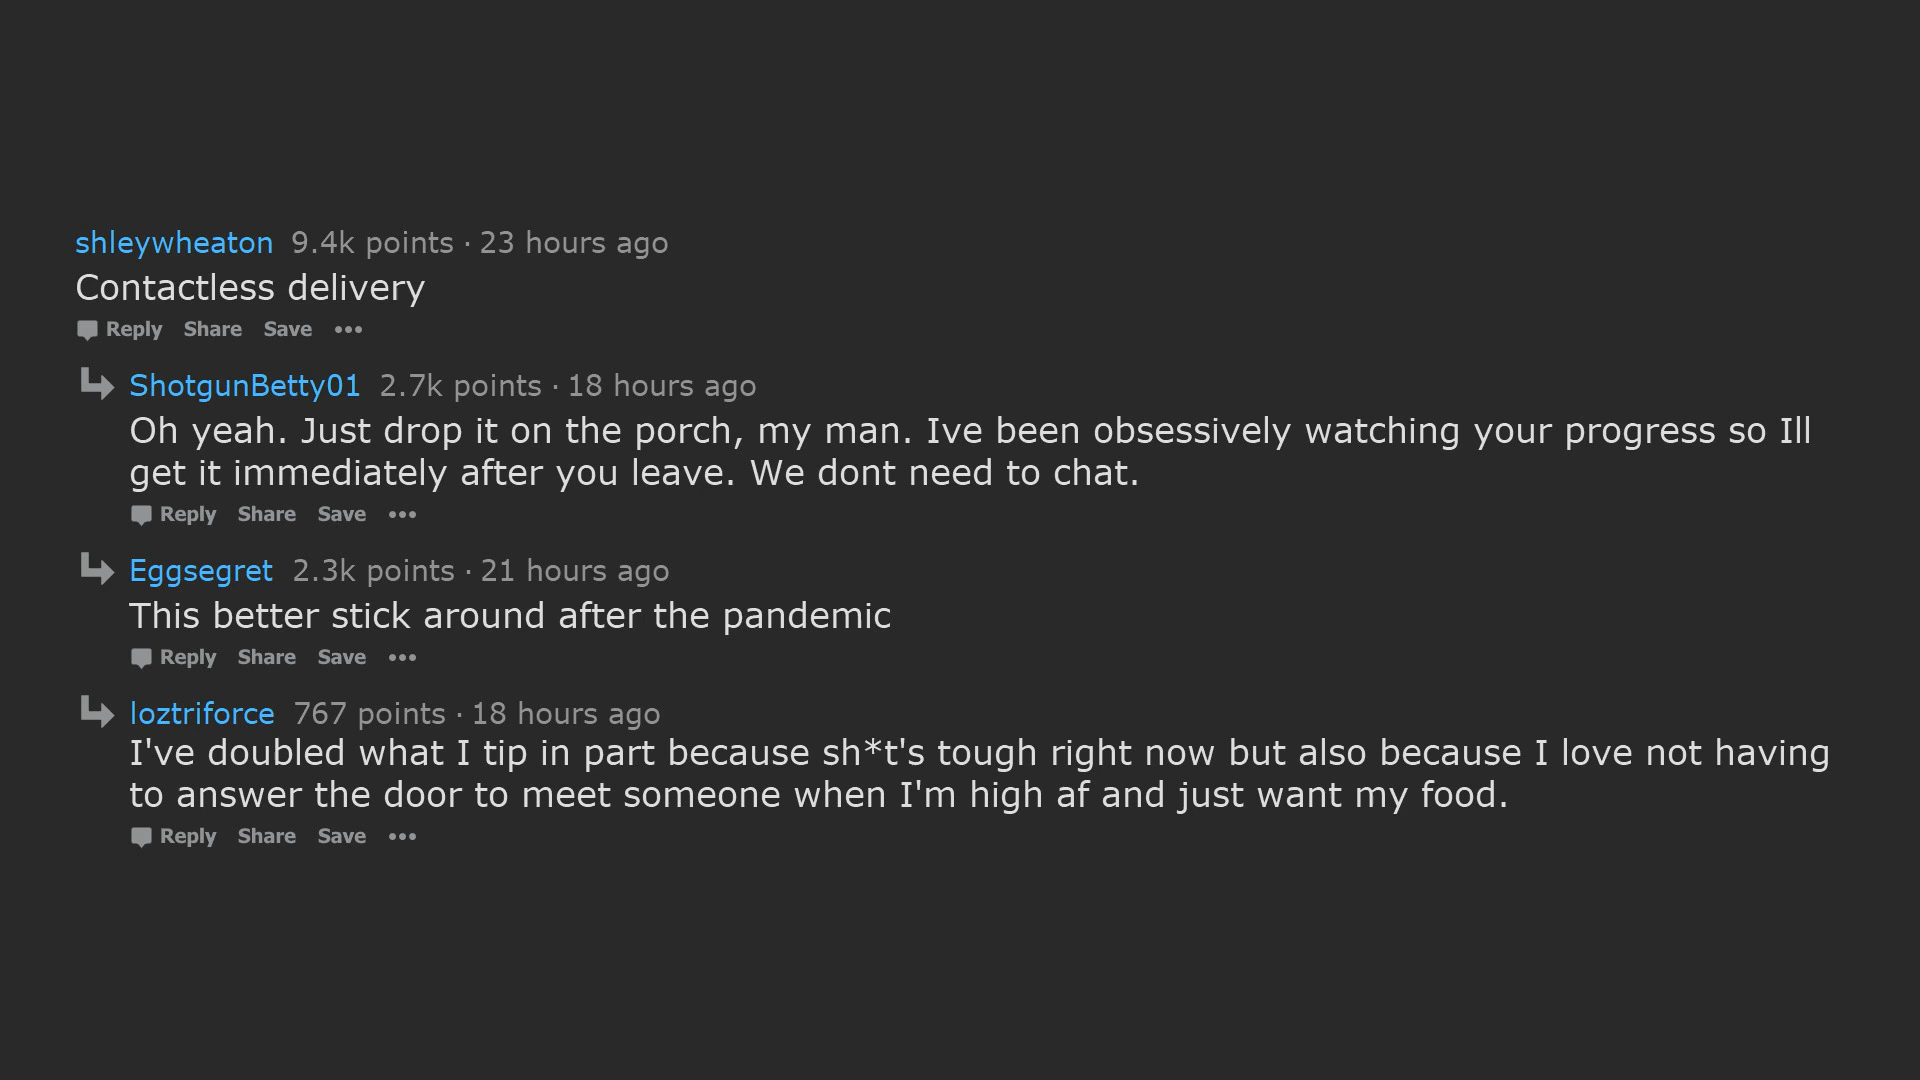 shleywheaton 9.4k points · 23 hours ago
Contactless delivery
Reply Share Save •••
ShotgunBetty01 2.7k points · 18 hours ago
Oh yeah. Just drop it on the porch, my man. Ive been obsessively watching your progress so Ill
get it immediately after you leave. We dont need to chat.
Reply Share Save •••
Eggsegret 2.3k points · 21 hours ago
This better stick around after the pandemic
Reply Share Save •••
loztriforce 767 points · 18 hours ago
I've doubled what I tip in part because sh*t's tough right now but also because I love not having
to answer the door to meet someone when I'm high af and just want my food.
Reply Share Save •••